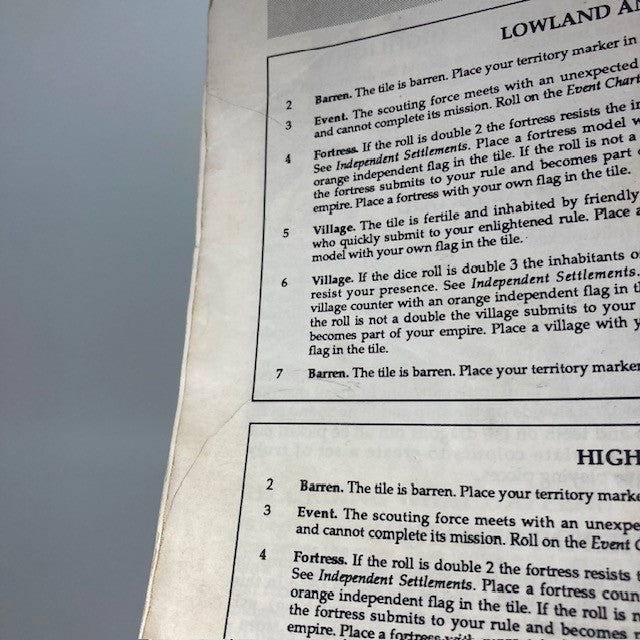 LOWLAND
2 Barren. The tile is barren. Place your territory marker in
3 Event. The scouting force meets with an unexpected
and cannot complete its mission. Roll on the Event Chart
4 Fortress. If the roll is double 2 the fortress resists the
See Independent Settlements. Place a fortress model
orange independent flag in the tile. If the roll is not a
the fortress submits to your rule and becomes part
empire. Place a fortress with your own flag in the tile.
5 Village. The tile is fertile and inhabited by friendly
who quickly submit to your enlightened rule. Place
model with your own flag in the tile.
6 Village. If the dice roll is double 3 the inhabitants
resist your presence. See Independent Settlements.
village counter with an orange independent flag in
the roll is not a double the village submits to your
becomes part of your empire. Place a village with
flag in the tile.
7 Barren. The tile is barren. Place your territory marker
HIGH
2 Barren. The tile is barren. Place your territory
3 Event. The scouting force meets with an
and cannot complete its mission. Roll on the Event
4 Fortress. If the roll is double 2 the fortress resists
See Independent Settlements. Place a fortress
orange independent flag in the tile. If the roll is
the fortress submits to your rule and becomes
empire. Place a fortress